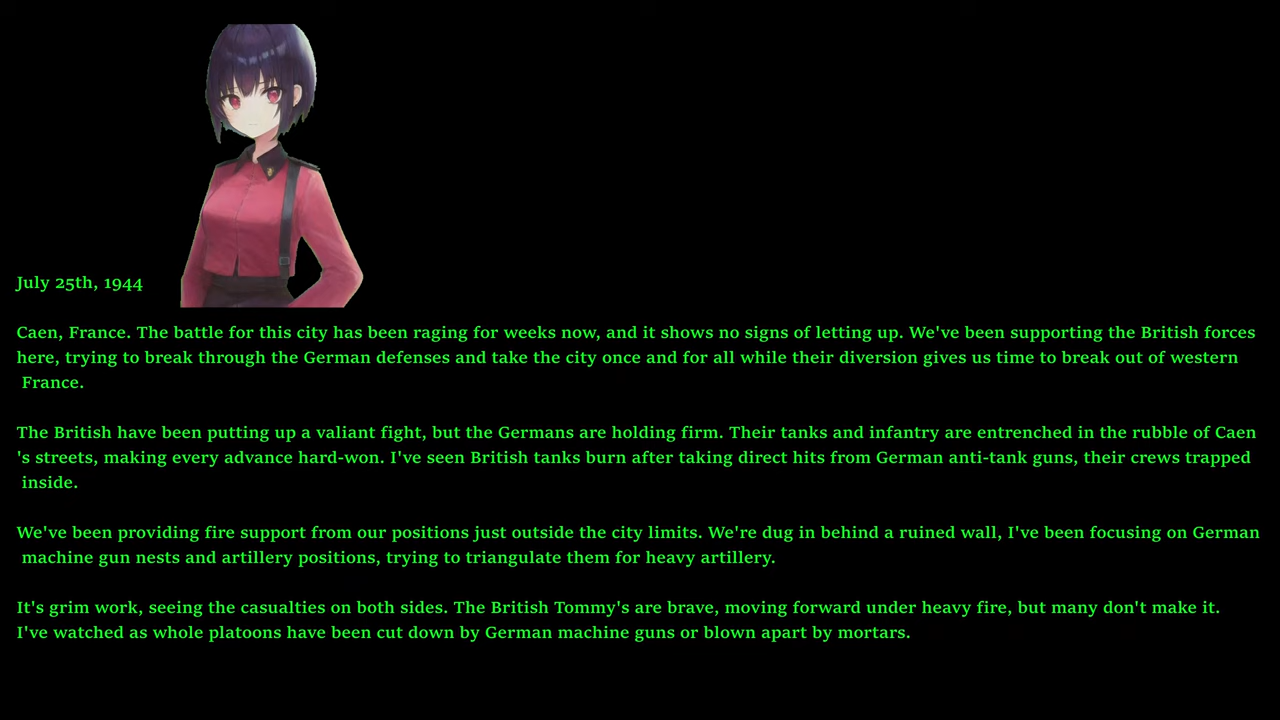 July 25th, 1944
Caen, France. The battle for this city has been raging for weeks now, and it shows no signs of letting up. We've been supporting the British forces
here, trying to break through the German defenses and take the city once and for all while their diversion gives us time to break out of western
France.
The British have been putting up a valiant fight, but the Germans are holding firm. Their tanks and infantry are entrenched in the rubble of Caen
's streets, making every advance hard-won. I've seen British tanks burn after taking direct hits from German anti-tank guns, their crews trapped
inside.
We've been providing fire support from our positions just outside the city limits. We're dug in behind a ruined wall, I've been focusing on German
machine gun nests and artillery positions, trying to triangulate them for heavy artillery.
It's grim work, seeing the casualties on both sides. The British Tommy's are brave, moving forward under heavy fire, but many don't make it.
I've watched as whole platoons have been cut down by German machine guns or blown apart by mortars.